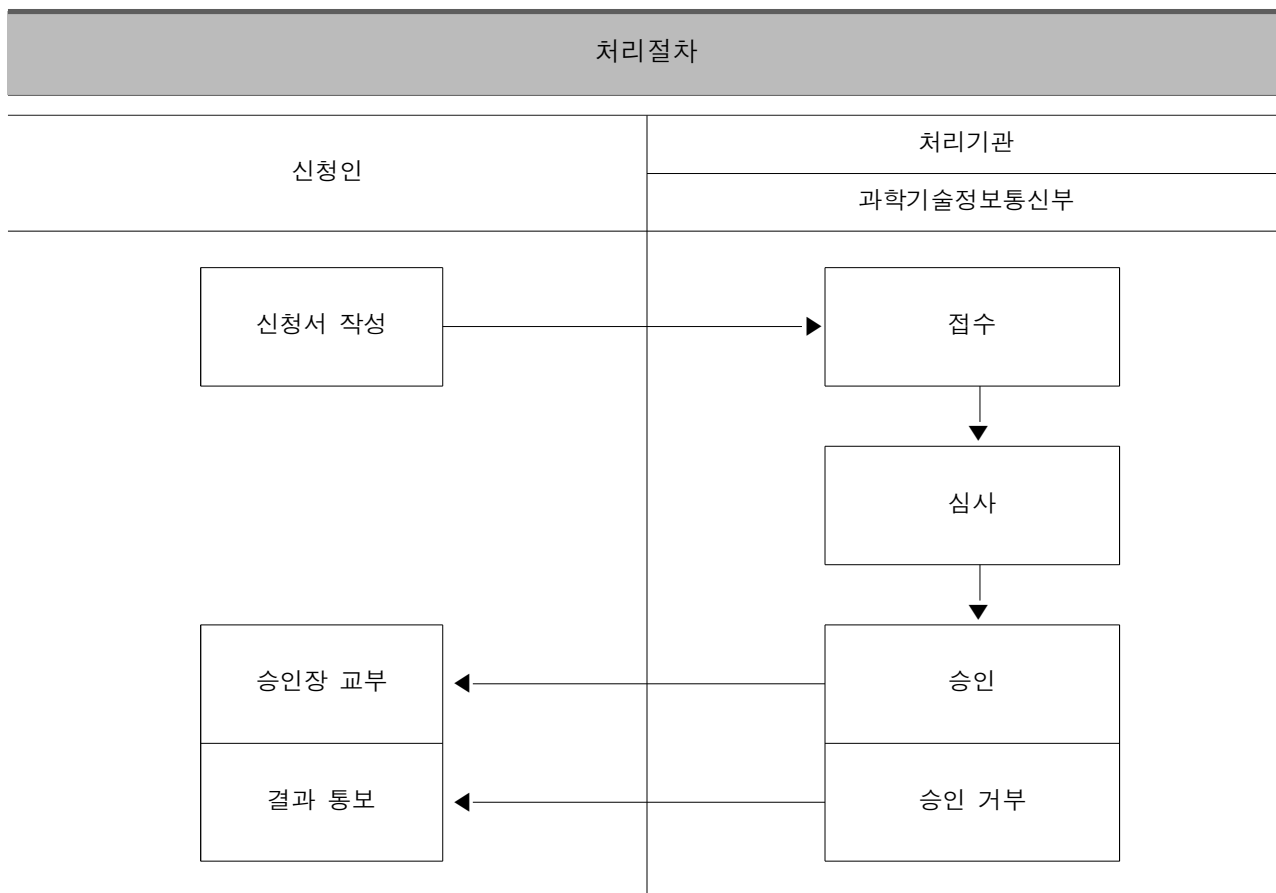 처리절차
신청인
처리기관
과학기술정보통신부
신청서 작성
접수
심사
승인장 교부
승인
결과 통보
승인 거부